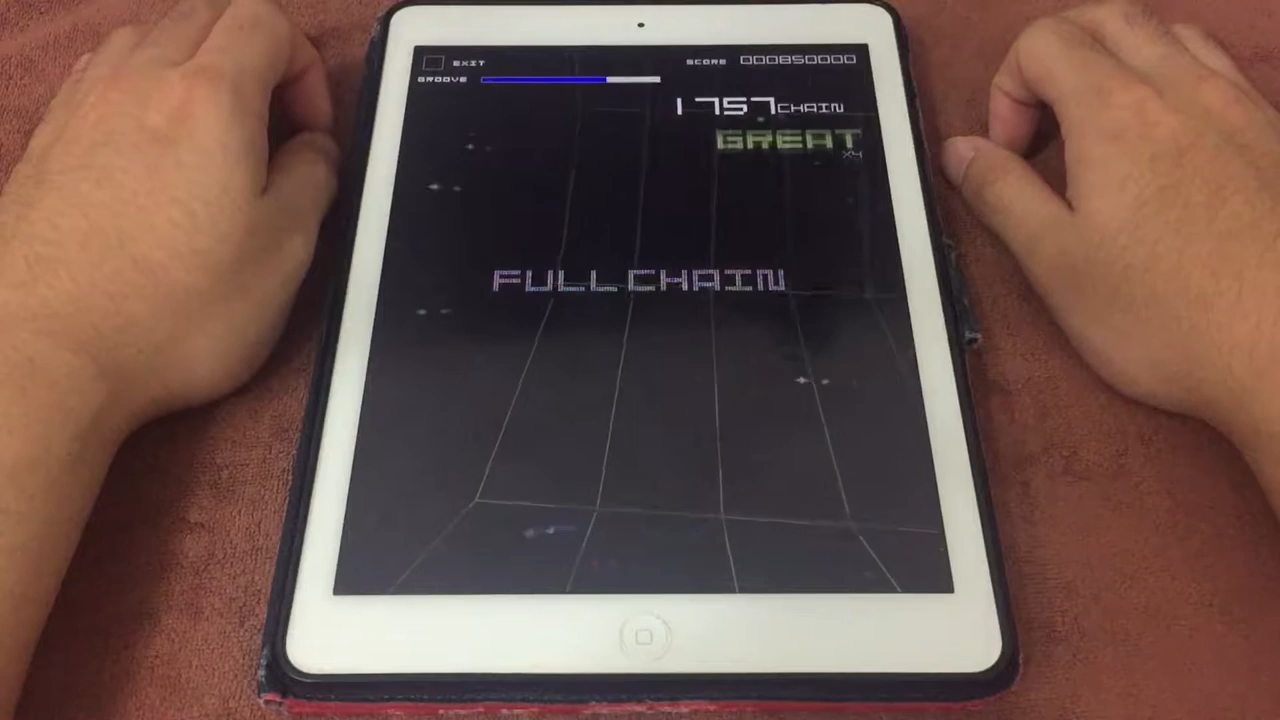 EXIT
SCORE 000850000
GROOVE
1757CHAIN
GREAT
X4
FULLCHAIN